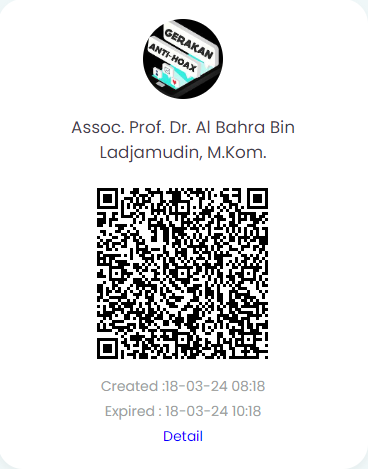 GERAKAN
ANTI-HOAX
Assoc. Prof. Dr. Al Bahra Bin
Ladjamudin, M.Kom.
Created :18-03-24 08:18
Expired : 18-03-24 10:18
Detail